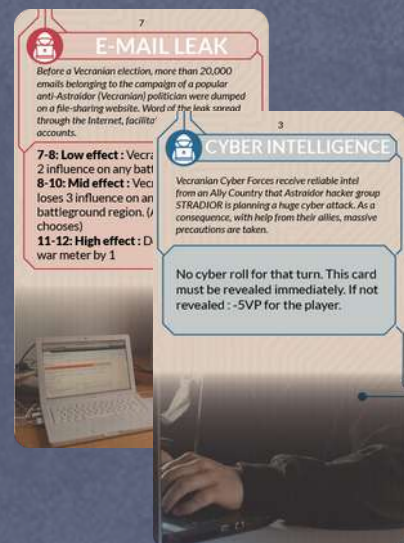 7
E-MAIL LEAK
Before a Vecranian election, more than 20,000
emails belonging to the campaign of a popular
anti-Astraidor (Vecranian) politician were dumped
on a file-sharing website. Word of the leak spread
through the Internet,
accounts.
7-8: Low effect :
2 influence on any
8-10: Mid effect :
loses 3 influence on
battleground region.
chooses)
11-12: High effect :
war meter by 1
3
CYBER INTELLIGENCE
Vecranian Cyber Forces receive reliable intel
from an Ally Country that Astraidor hacker group
STRADIOR is planning a huge cyber attack. As a
consequence, with help from their allies, massive
precautions are taken.
No cyber roll for that turn. This card
must be revealed immediately. If not
revealed : -5VP for the player.